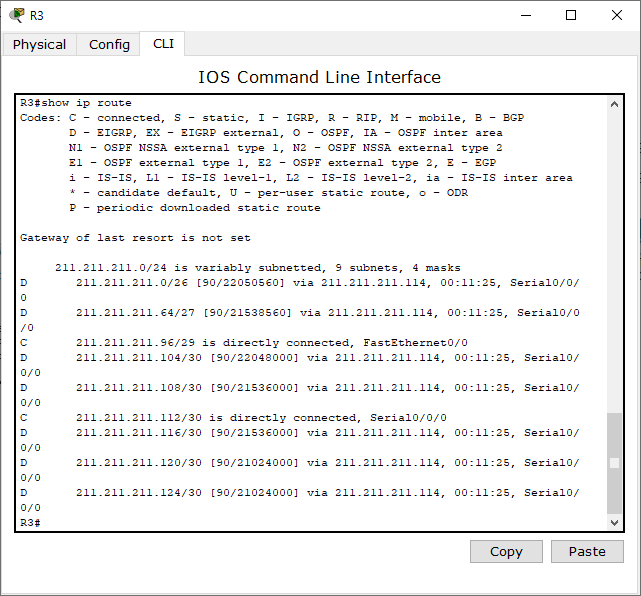 R3
Physical Config CLI
IOS Command Line Interface
R3#show ip route
Codes: C - connected, S - static, I - IGRP, R - RIP, M - mobile, B - BGP
D - EIGRP, EX - EIGRP external, O - OSPF, IA - OSPF inter area
N1 - OSPF NSSA external type 1, N2 - OSPF NSSA external type 2
E1 - OSPF external type 1, E2 - OSPF external type 2, E - EGP
i - IS-IS, L1 - IS-IS level-1, L2 - IS-IS level-2, ia - IS-IS inter area
* - candidate default, U - per-user static route, o - ODR
P - periodic downloaded static route
Gateway of last resort is not set
211.211.211.0/24 is variably subnetted, 9 subnets, 4 masks
D 211.211.211.0/26 [90/22050560] via 211.211.211.114, 00:11:25, Serial0/0/
0
D 211.211.211.64/27 [90/21538560] via 211.211.211.114, 00:11:25, Serial0/0
/0
C 211.211.211.96/29 is directly connected, FastEthernet0/0
D 211.211.211.104/30 [90/22048000] via 211.211.211.114, 00:11:25, Serial0/
0/0
D 211.211.211.108/30 [90/21536000] via 211.211.211.114, 00:11:25, Serial0/
0/0
C 211.211.211.112/30 is directly connected, Serial0/0/0
D 211.211.211.116/30 [90/21536000] via 211.211.211.114, 00:11:25, Serial0/
0/0
D 211.211.211.120/30 [90/21024000] via 211.211.211.114, 00:11:25, Serial0/
0/0
D 211.211.211.124/30 [90/21024000] via 211.211.211.114, 00:11:25, Serial0/
0/0
R3#
Copy Paste